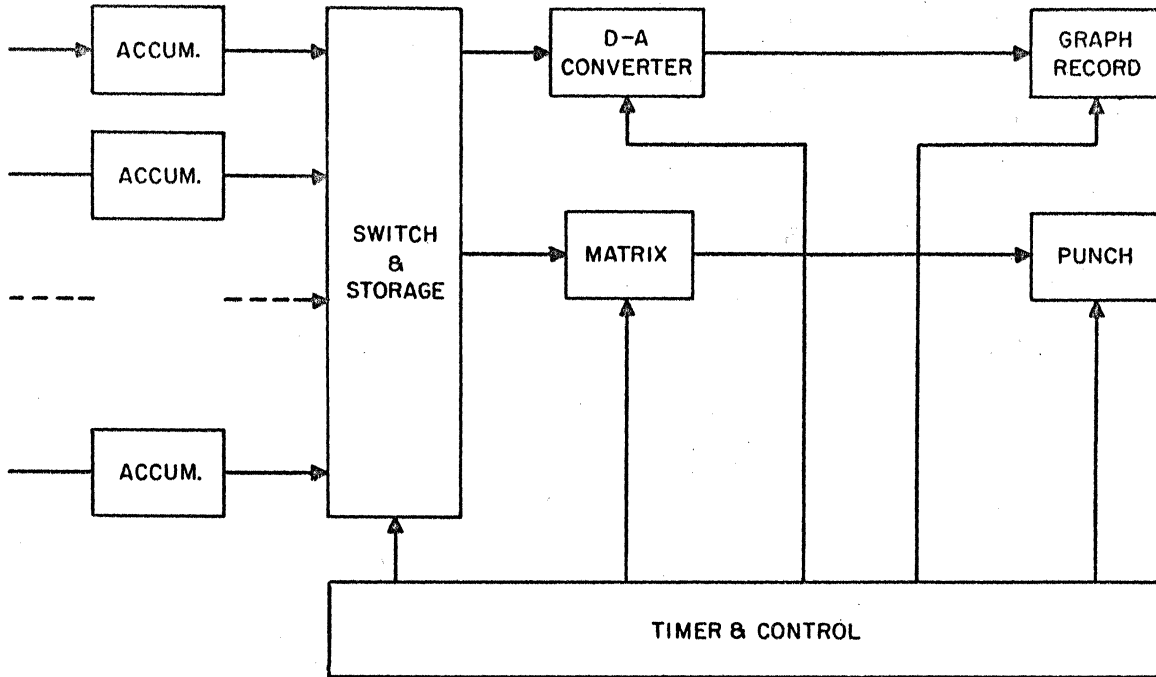 ACCUM.
D-A
CONVERTER
GRAPH
RECORD
ACCUM.
SWITCH
&
STORAGE
MATRIX
PUNCH
ACCUM.
TIMER & CONTROL